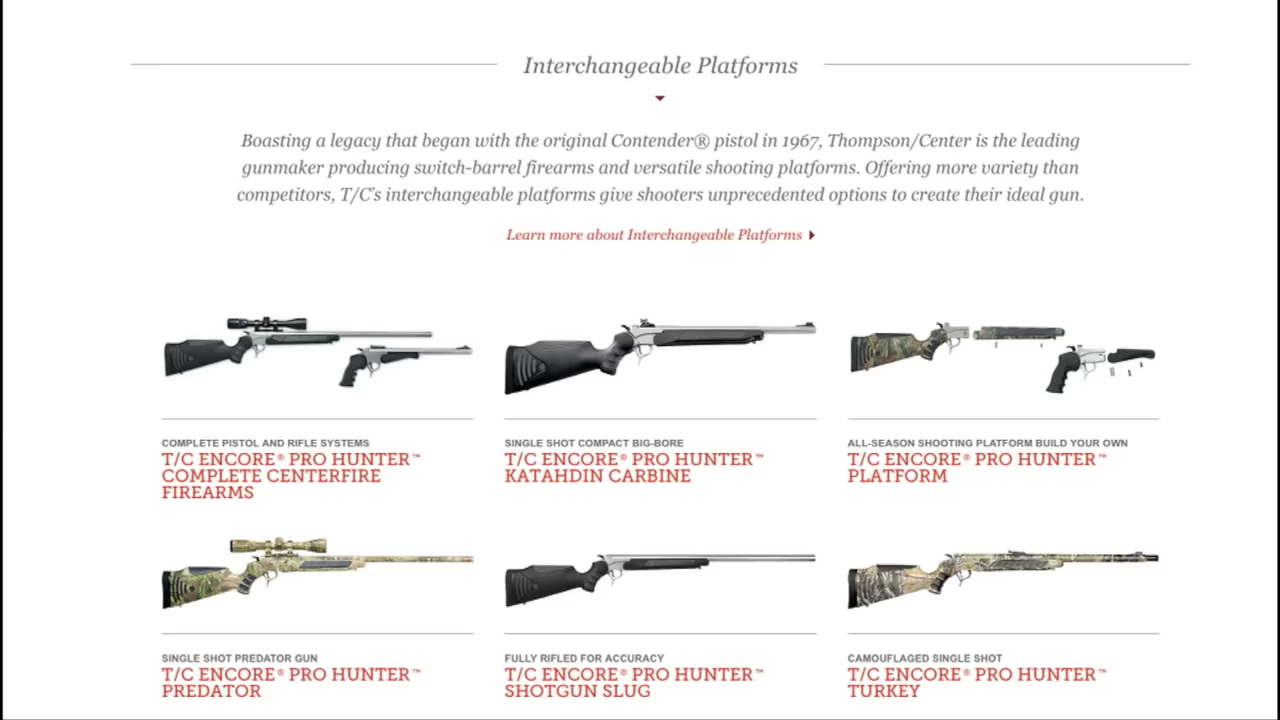 Interchangeable Platforms
Boasting a legacy that began with the original Contender® pistol in 1967, Thompson/Center is the leading
gunmaker producing switch-barrel firearms and versatile shooting platforms. Offering more variety than
competitors, T/C's interchangeable platforms give shooters unprecedented options to create their ideal gun.
Learn more about Interchangeable Platforms
COMPLETE PISTOL AND RIFLE SYSTEMS
T/C ENCORE® PRO HUNTER™
COMPLETE CENTERFIRE
FIREARMS
SINGLE SHOT COMPACT BIG-BORE
T/C ENCORE® PRO HUNTER™
KATAHDIN CARBINE
ALL-SEASON SHOOTING PLATFORM BUILD YOUR OWN
T/C ENCORE® PRO HUNTER™
PLATFORM
SINGLE SHOT PREDATOR GUN
T/C ENCORE® PRO HUNTER™
PREDATOR
FULLY RIFLED FOR ACCURACY
T/C ENCORE® PRO HUNTER™
SHOTGUN SLUG
CAMOUFLAGED SINGLE SHOT
T/C ENCORE® PRO HUNTER™
TURKEY